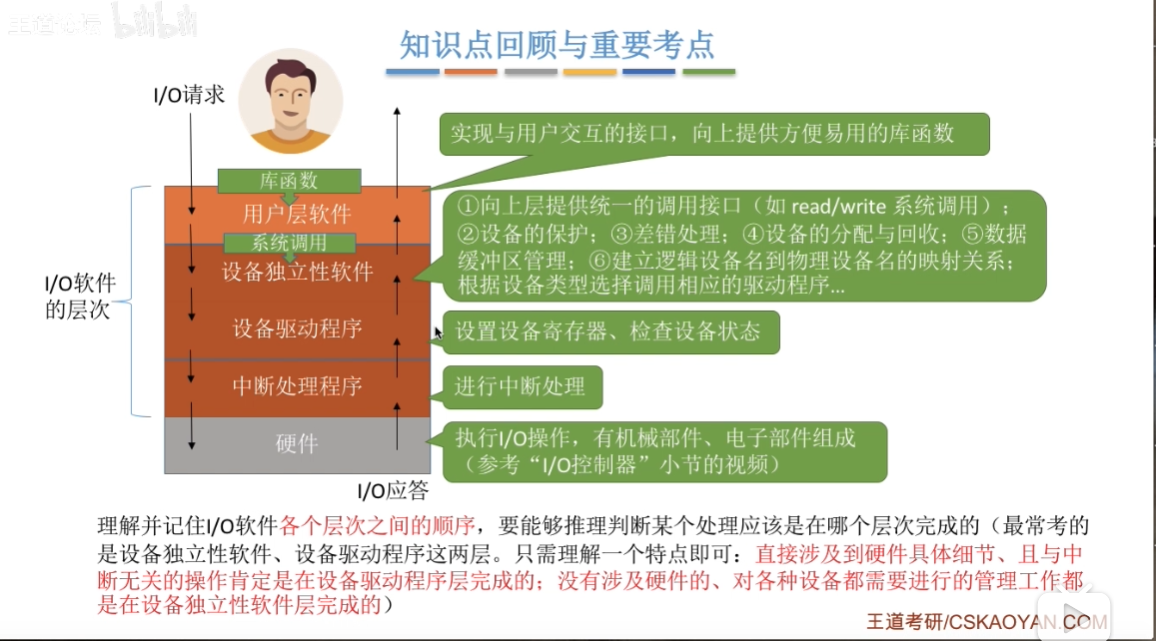 王道论坛 bilibili
知识点回顾与重要考点
I/O请求
实现与用户交互的接口，向上提供方便易用的库函数
库函数
用户层软件
系统调用
①向上层提供统一的调用接口（如 read/write 系统调用）；
②设备的保护；③差错处理；④设备的分配与回收；⑤数据
缓冲区管理；⑥建立逻辑设备名到物理设备名的映射关系；
根据设备类型选择调用相应的驱动程序...
设备独立性软件
I/O软件
的层次
设备驱动程序
设置设备寄存器、检查设备状态
中断处理程序
进行中断处理
硬件
执行I/O操作，有机械部件、电子部件组成
（参考“I/O控制器”小节的视频）
I/O应答
理解并记住I/O软件各个层次之间的顺序，要能够推理判断某个处理应该是在哪个层次完成的（最常考的
是设备独立性软件、设备驱动程序这两层。只需理解一个特点即可：直接涉及到硬件具体细节、且与中
断无关的操作肯定是在设备驱动程序层完成的；没有涉及硬件的、对各种设备都需要进行的管理工作都
是在设备独立性软件层完成的）
王道考研/CSKAOYAN.COM